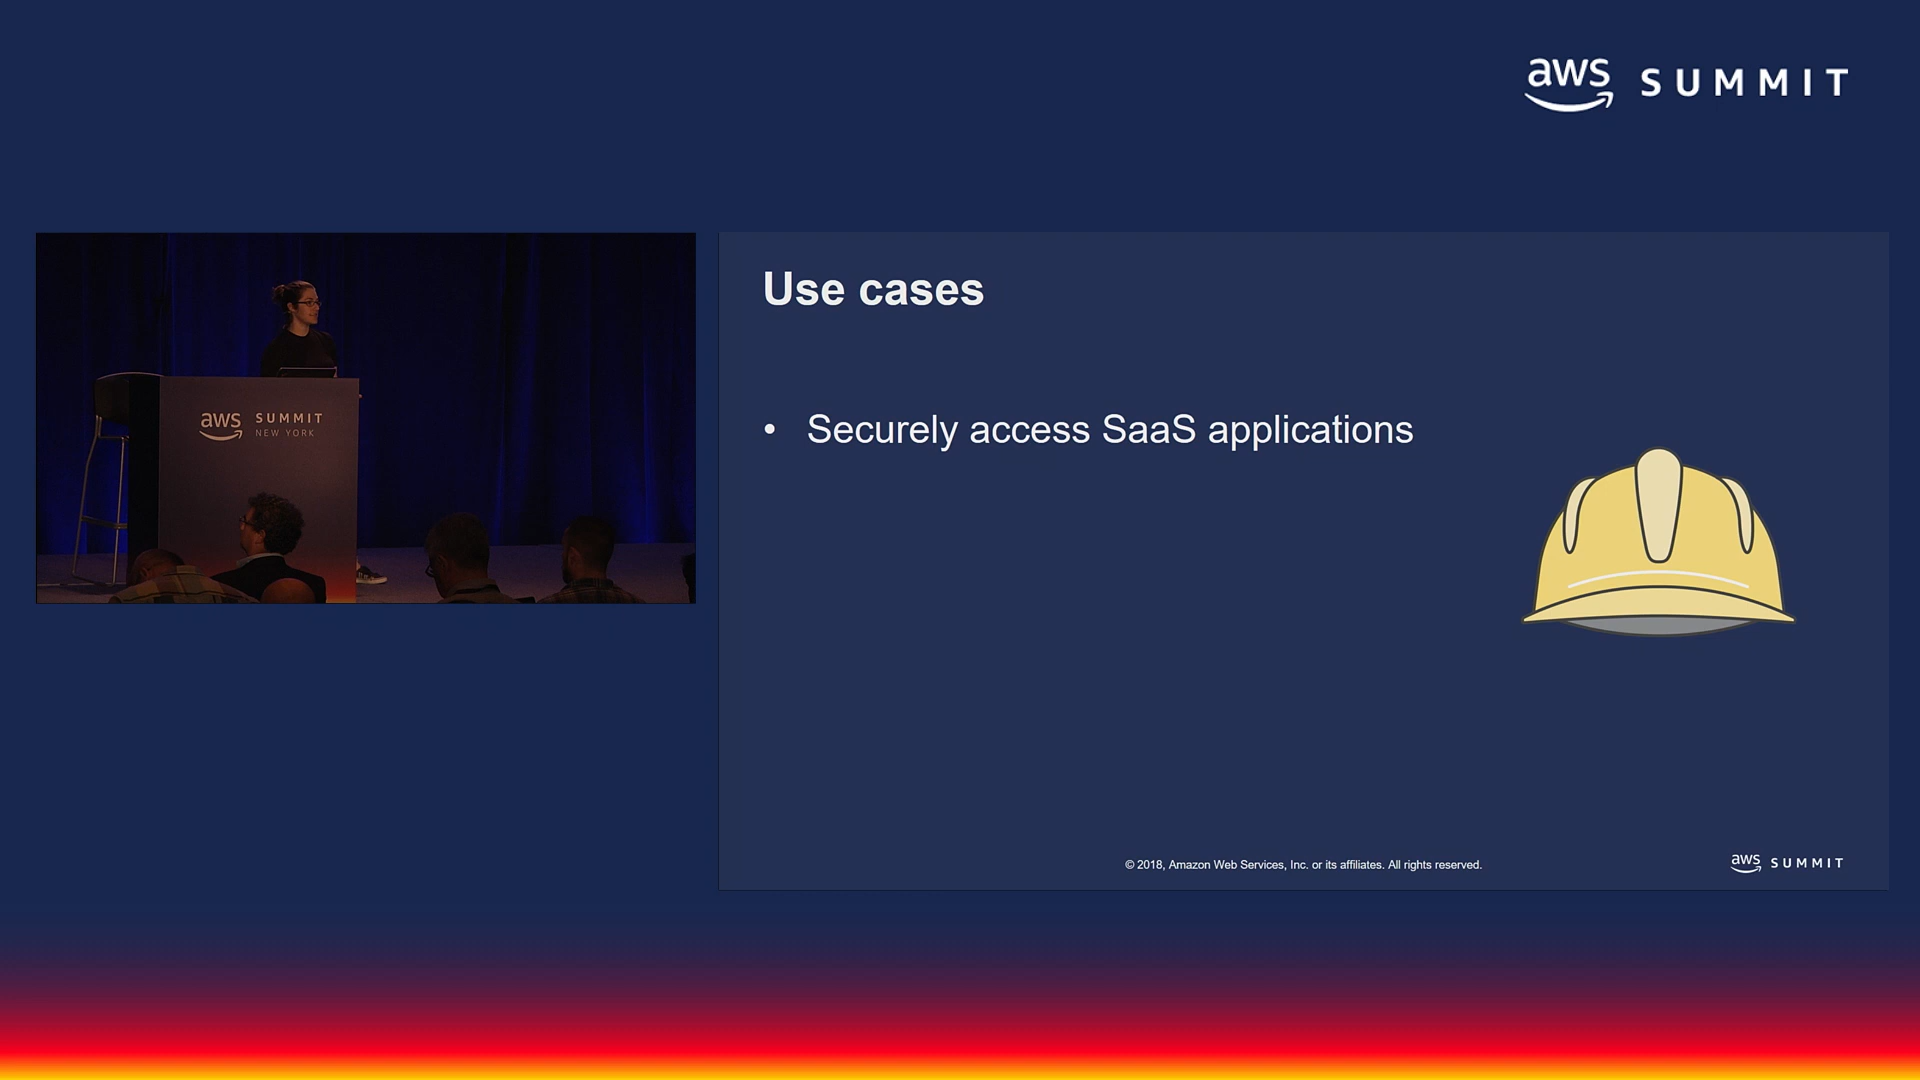 aws SUMMIT
aws SUMMIT
NEW YORK
Use cases
• Securely access SaaS applications
© 2018, Amazon Web Services, Inc. or its affiliates. All rights reserved.
aws SUMMIT